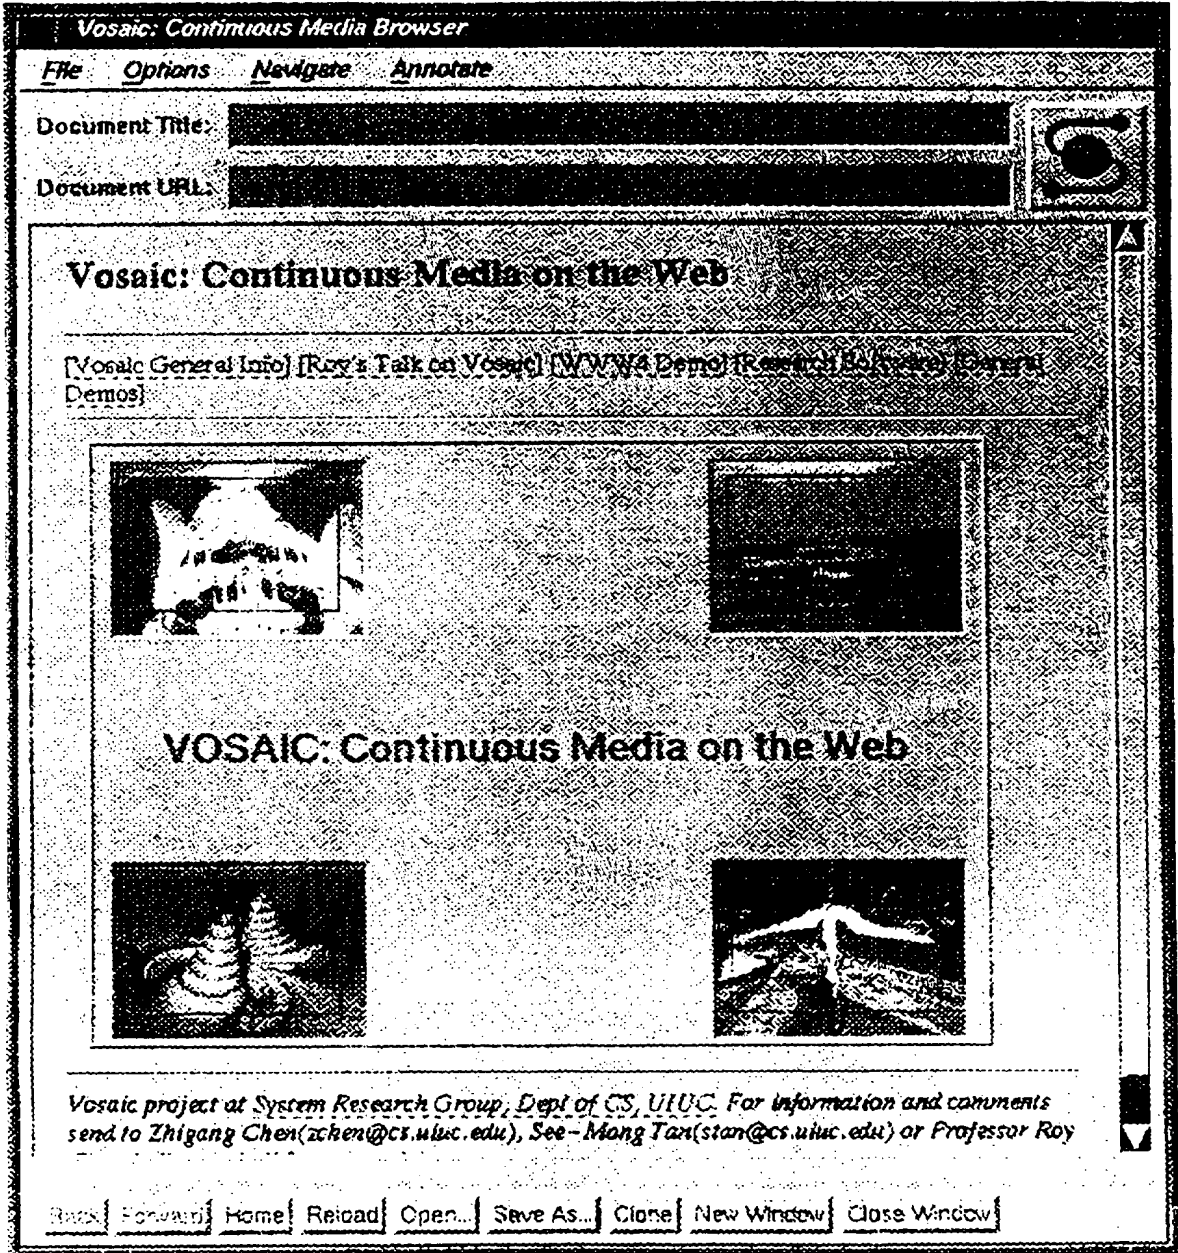 Vosaic: Continuous Media Browser
File Options Navigate Annotate
Document Title:
Document URL:
Vosaic: Continuous Media on the Web
[Vosaic General Info] [Roy's Talk on Vosaic] [WWW4 Demo] [Research Software] [General
Demos]
VOSAIC: Continuous Media on the Web
Vosaic project at System Research Group, Dept of CS, UIUC. For information and comments
send to Zhigang Chen(zchen@cs.uiuc.edu), See-Mong Tan(stan@cs.uiuc.edu) or Professor Roy
Back Forward Home Reload Open... Save As... Clone New Window Close Window